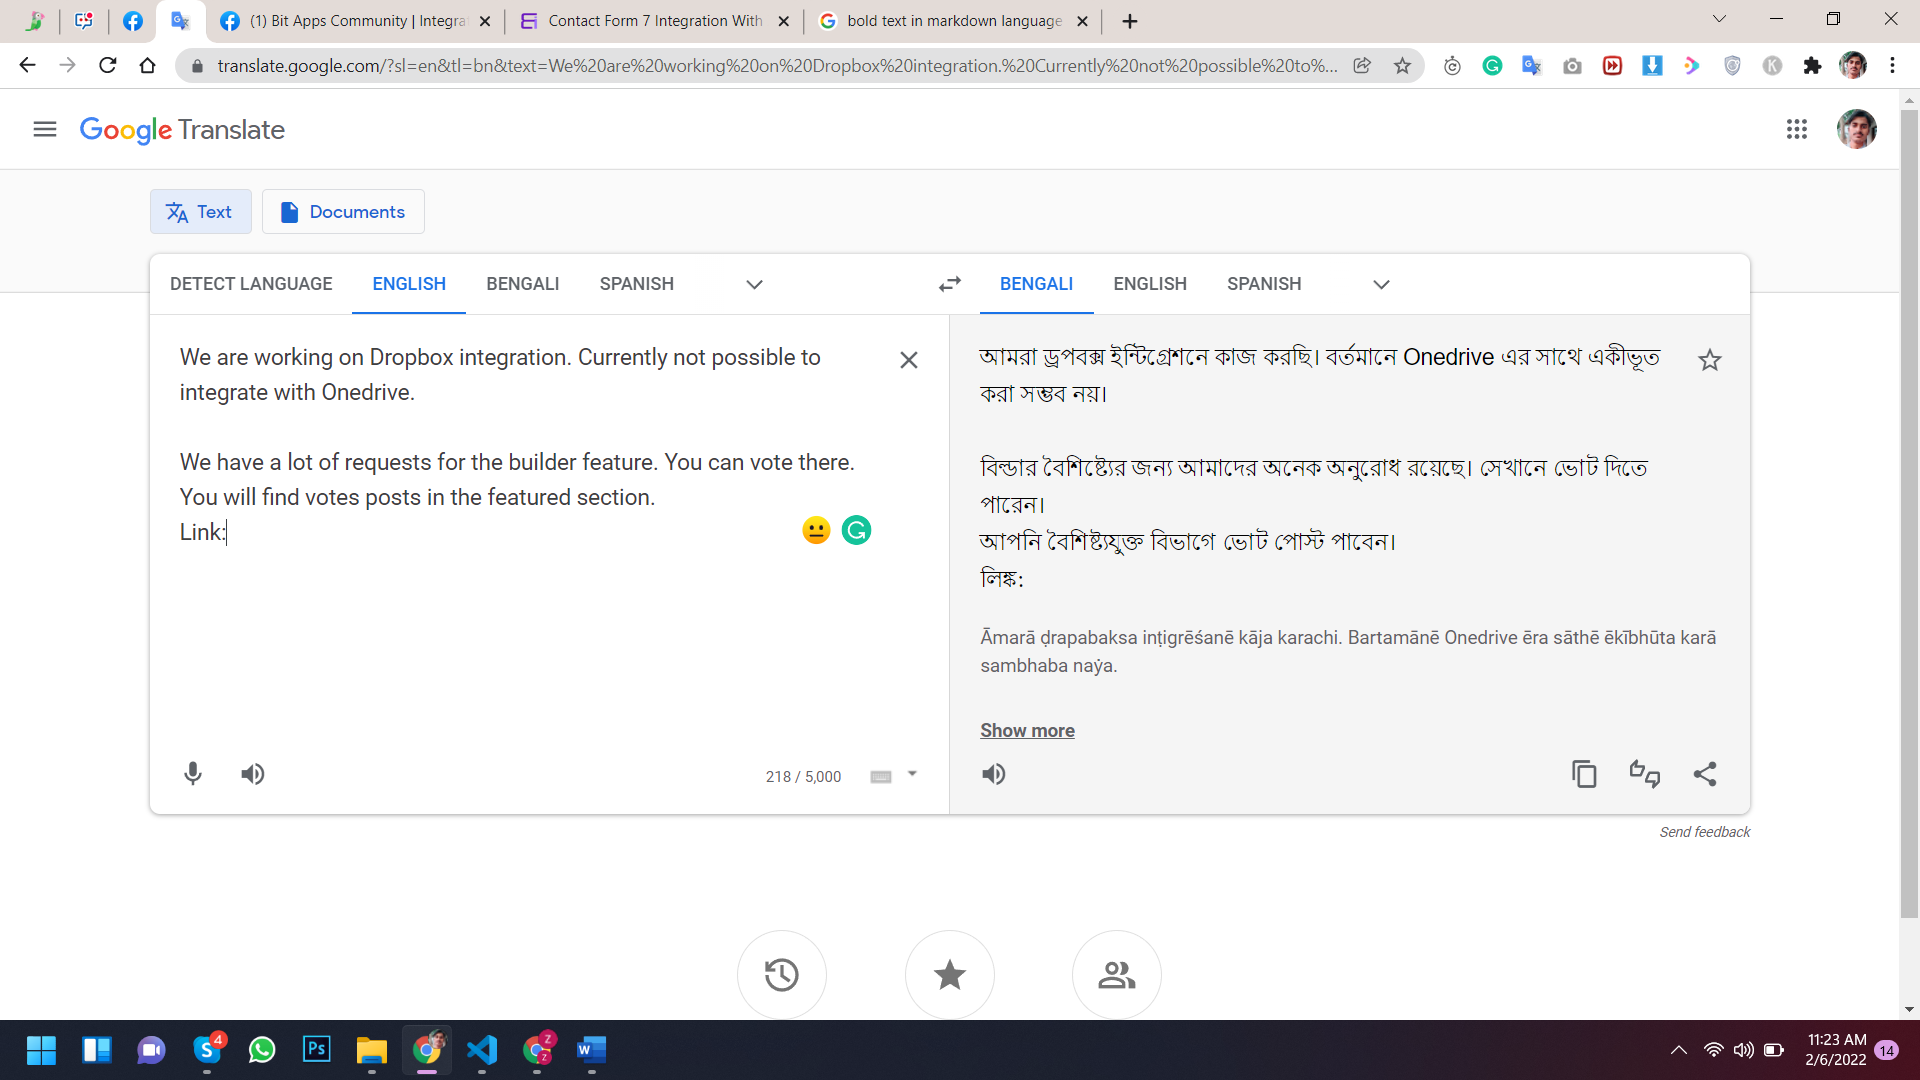 (1) Bit Apps Community | Integra
Contact Form 7 Integration With
bold text in markdown language
translate.google.com/?sl=en&tl=bn&text=We%20are%20working%20on%20Dropbox%20integration.%20Currently%20not%20possible%20to%...
Google Translate
Text
Documents
DETECT LANGUAGE
ENGLISH
BENGALI
SPANISH
BENGALI
ENGLISH
SPANISH
We are working on Dropbox integration. Currently not possible to
integrate with Onedrive.
We have a lot of requests for the builder feature. You can vote there.
You will find votes posts in the featured section.
Link:
218 / 5,000
আমরা ড্রপবক্স ইন্টিগ্রেশনে কাজ করছি। বর্তমানে Onedrive এর সাথে একীভূত
করা সম্ভব নয়।
বিল্ডার বৈশিষ্ট্যের জন্য আমাদের অনেক অনুরোধ রয়েছে। সেখানে ভোট দিতে
পারেন।
আপনি বৈশিষ্ট্যযুক্ত বিভাগে ভোট পোস্ট পাবেন।
লিঙ্ক:
Āmarā ḍrapabaksa inṭigrēśanē kāja karachi. Bartamānē Onedrive ēra sāthē ēkībhūta karā
sambhaba naẏa.
Show more
Send feedback
4
Ps
11:23 AM
2/6/2022
14